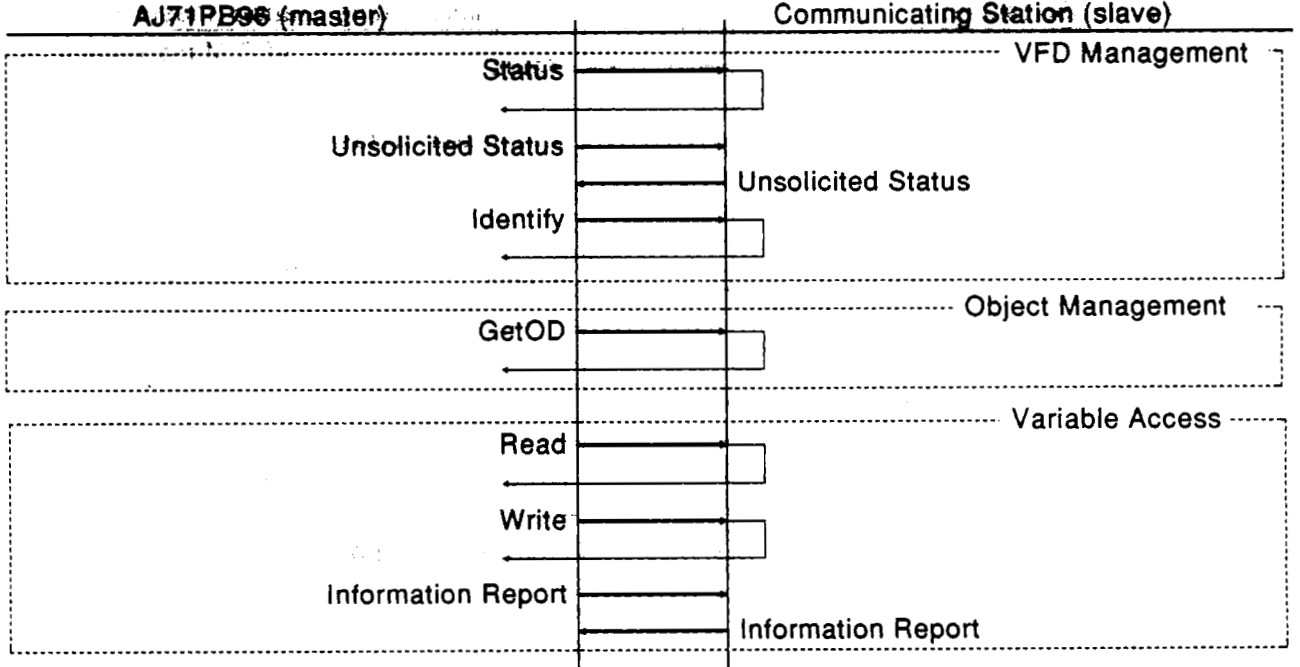 AJ71PB96 (master) Communicating Station (slave)
VFD Management
Status
Unsolicited Status
Unsolicited Status
Identify
Object Management
GetOD
Variable Access
Read
Write
Information Report
Information Report